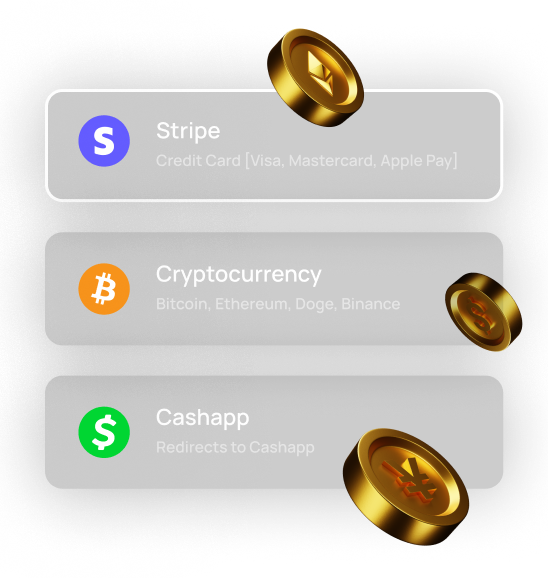 Stripe
Credit Card [Visa, Mastercard, Apple Pay]
Cryptocurrency
Bitcoin, Ethereum, Doge, Binance
Cashapp
Redirects to Cashapp